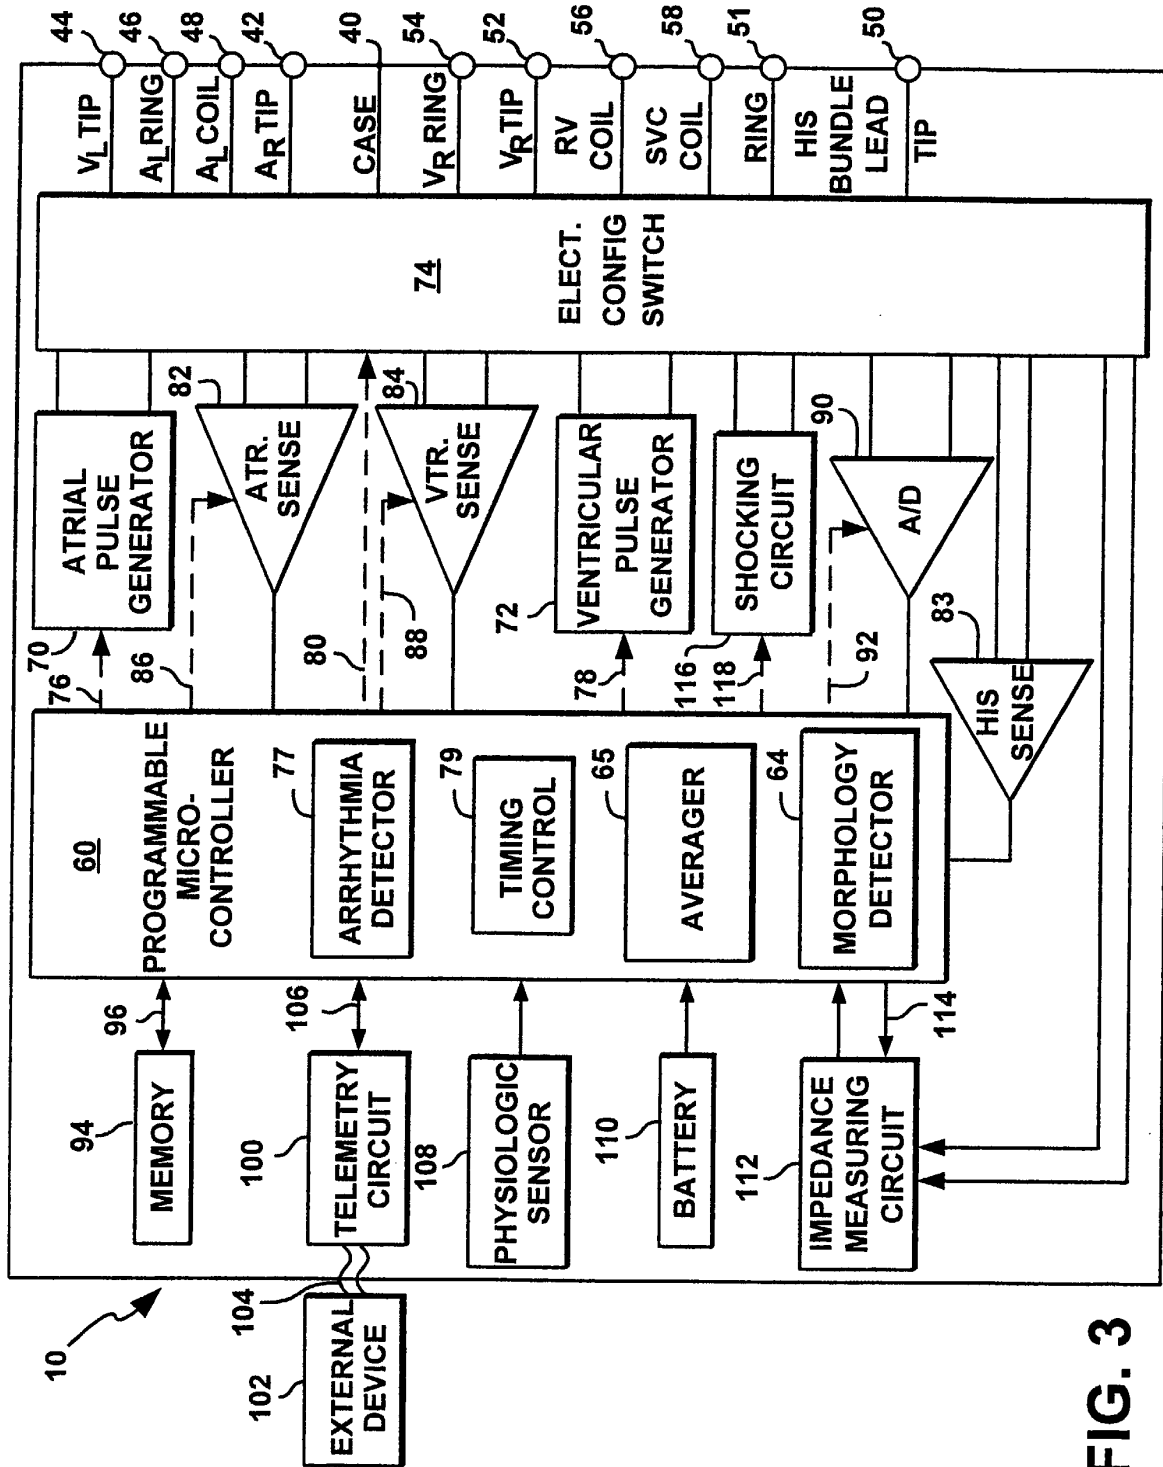 10
102
EXTERNAL
DEVICE
104
94
MEMORY
96
100
TELEMETRY
CIRCUIT
106
108
PHYSIOLOGIC
SENSOR
110
BATTERY
112
IMPEDANCE
MEASURING
CIRCUIT
114
60
PROGRAMMABLE
MICRO-
CONTROLLER
77
ARRHYTHMIA
DETECTOR
79
TIMING
CONTROL
65
AVERAGER
64
MORPHOLOGY
DETECTOR
76
70
ATRIAL
PULSE
GENERATOR
86
82
ATR.
SENSE
80
88
84
VTR.
SENSE
78
72
VENTRICULAR
PULSE
GENERATOR
118
116
SHOCKING
CIRCUIT
92
90
A/D
83
HIS
SENSE
74
ELECT.
CONFIG
SWITCH
VL TIP
44
AL RING
46
AL COIL
48
AR TIP
42
CASE
40
VR RING
54
VR TIP
52
RV
COIL
56
SVC
COIL
58
RING
51
HIS
BUNDLE
LEAD
TIP
50
FIG. 3